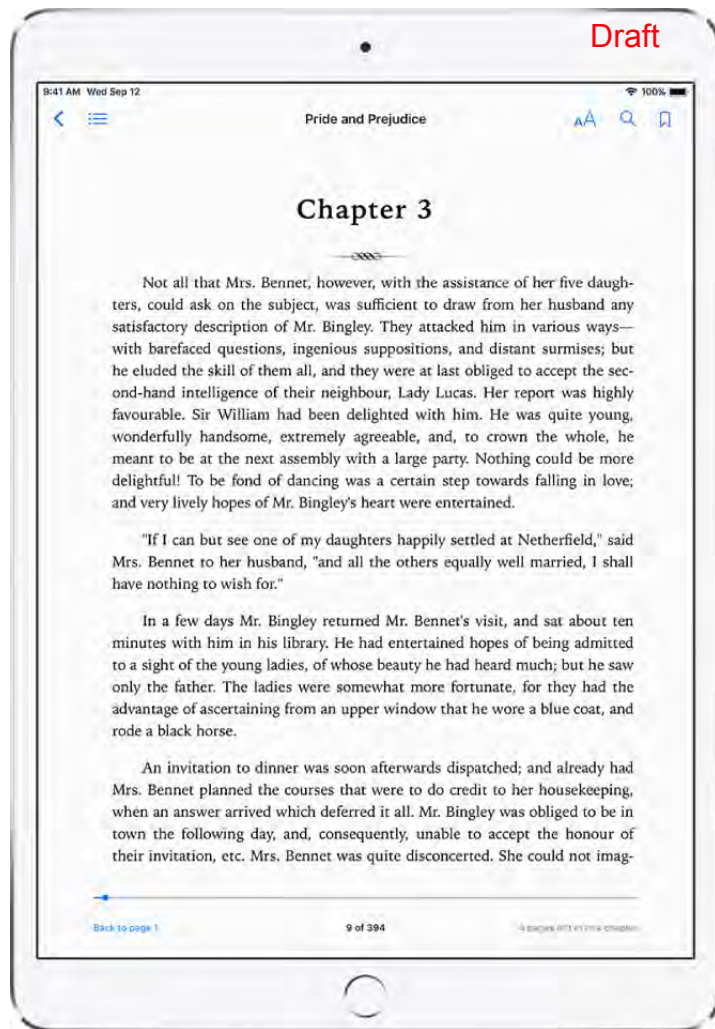 Draft
9:41 AM Wed Sep 12
100%
Pride and Prejudice
AA
Chapter 3
Not all that Mrs. Bennet, however, with the assistance of her five daugh-
ters, could ask on the subject, was sufficient to draw from her husband any
satisfactory description of Mr. Bingley. They attacked him in various ways—
with barefaced questions, ingenious suppositions, and distant surmises; but
he eluded the skill of them all, and they were at last obliged to accept the sec-
ond-hand intelligence of their neighbour, Lady Lucas. Her report was highly
favourable. Sir William had been delighted with him. He was quite young,
wonderfully handsome, extremely agreeable, and, to crown the whole, he
meant to be at the next assembly with a large party. Nothing could be more
delightful! To be fond of dancing was a certain step towards falling in love;
and very lively hopes of Mr. Bingley's heart were entertained.
"If I can but see one of my daughters happily settled at Netherfield," said
Mrs. Bennet to her husband, "and all the others equally well married, I shall
have nothing to wish for."
In a few days Mr. Bingley returned Mr. Bennet's visit, and sat about ten
minutes with him in his library. He had entertained hopes of being admitted
to a sight of the young ladies, of whose beauty he had heard much; but he saw
only the father. The ladies were somewhat more fortunate, for they had the
advantage of ascertaining from an upper window that he wore a blue coat, and
rode a black horse.
An invitation to dinner was soon afterwards dispatched; and already had
Mrs. Bennet planned the courses that were to do credit to her housekeeping,
when an answer arrived which deferred it all. Mr. Bingley was obliged to be in
town the following day, and, consequently, unable to accept the honour of
their invitation, etc. Mrs. Bennet was quite disconcerted. She could not imag-
Back to page 1
9 of 394
4 pages left in this chapter